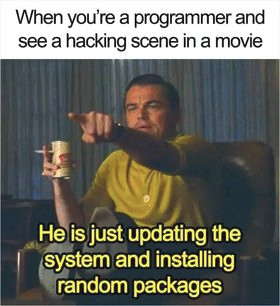 When you're a programmer and
see a hacking scene in a movie
He is just updating the
system and installing
random packages